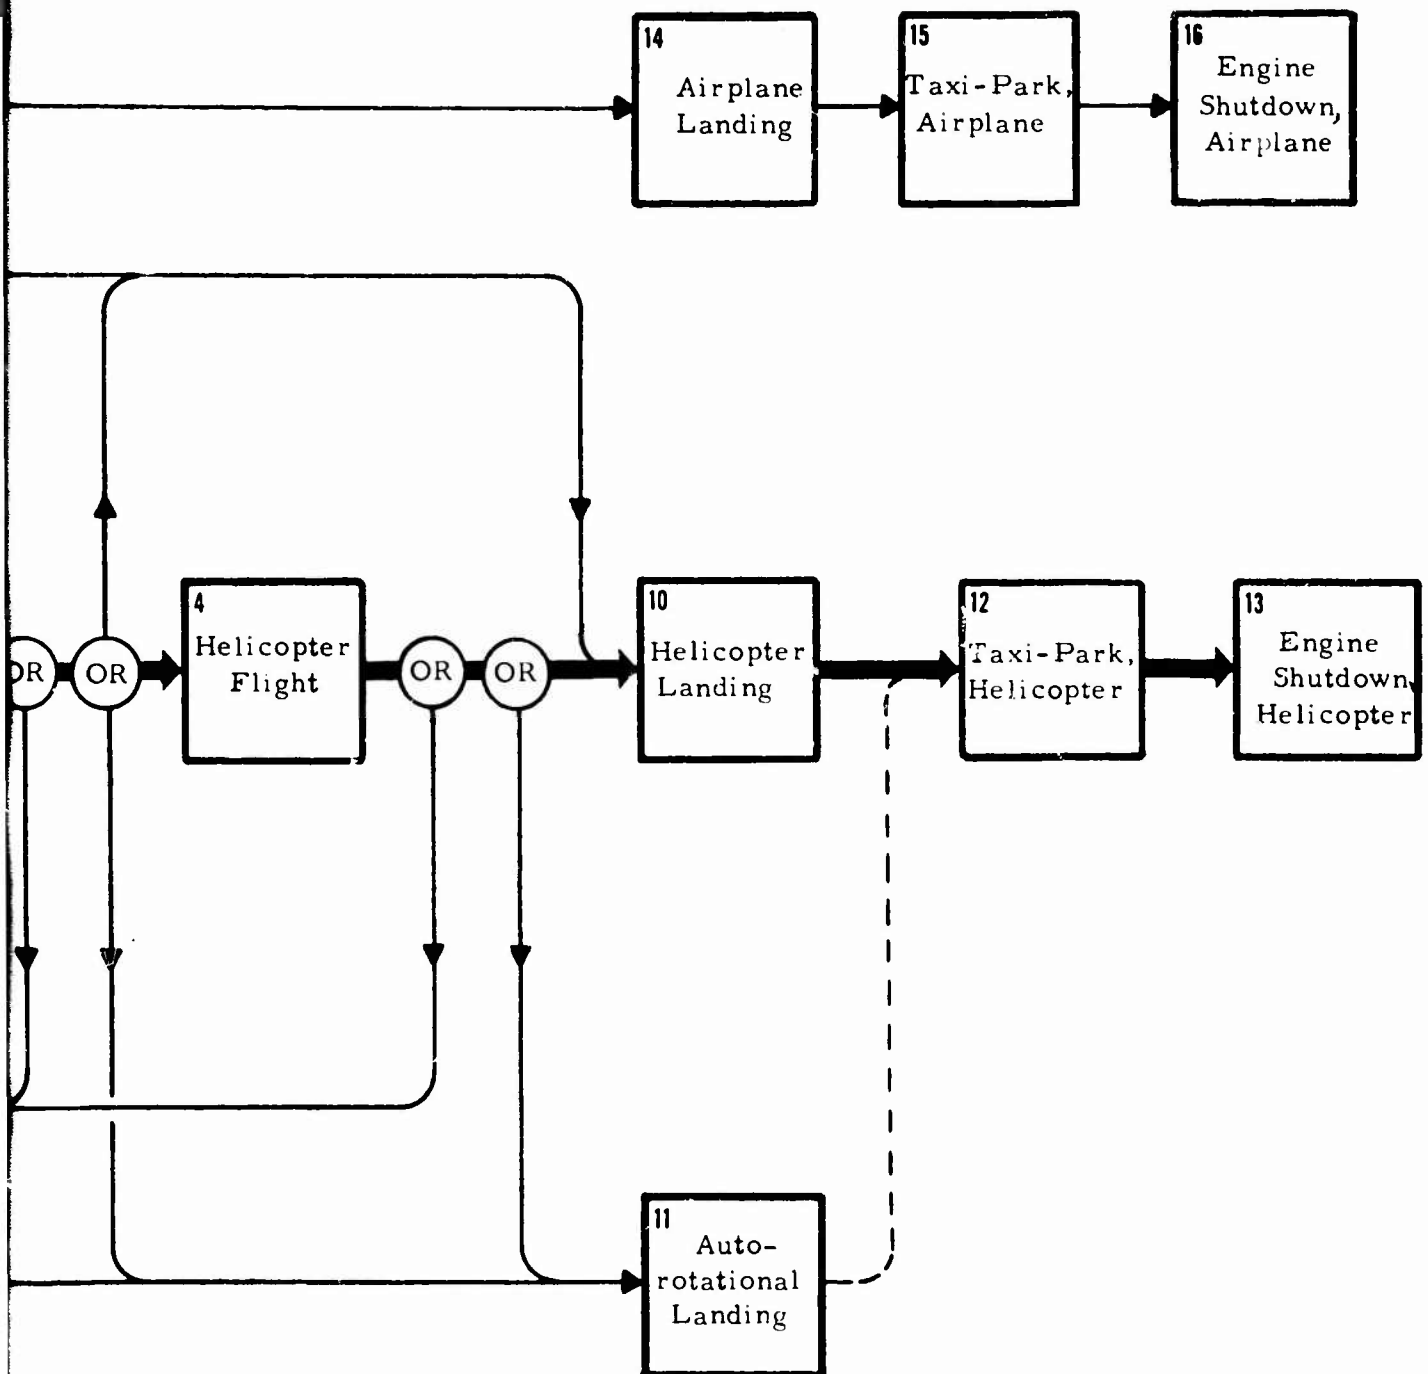 14
Airplane
Landing
15
Taxi-Park,
Airplane
16
Engine
Shutdown,
Airplane
OR
OR
4
Helicopter
Flight
OR
OR
10
Helicopter
Landing
12
Taxi-Park,
Helicopter
13
Engine
Shutdown,
Helicopter
11
Auto-
rotational
Landing